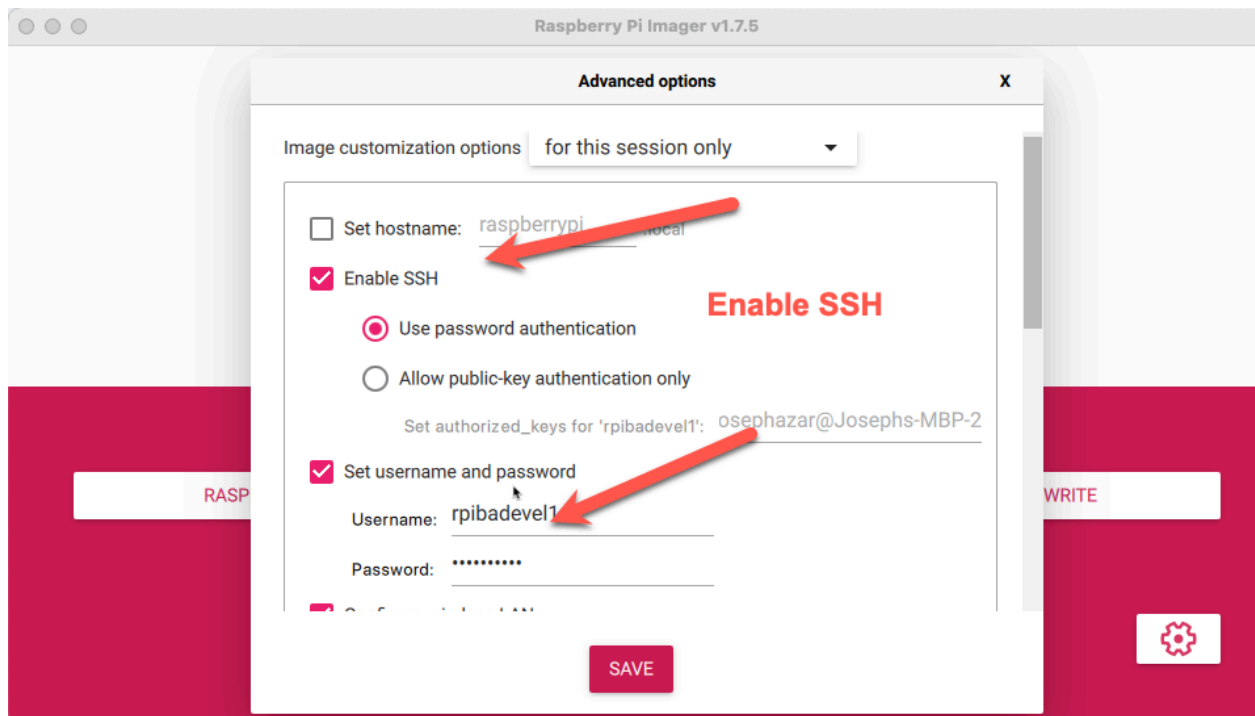 Raspberry Pi Imager v1.7.5
Advanced options X
Image customization options for this session only
Set hostname: raspberrypi .local
Enable SSH
Enable SSH
Use password authentication
Allow public-key authentication only
Set authorized_keys for 'rpibadevel1': osephazar@Josephs-MBP-2
Set username and password
RASP
WRITE
Username: rpibadevel1
Password: ••••••••••
SAVE